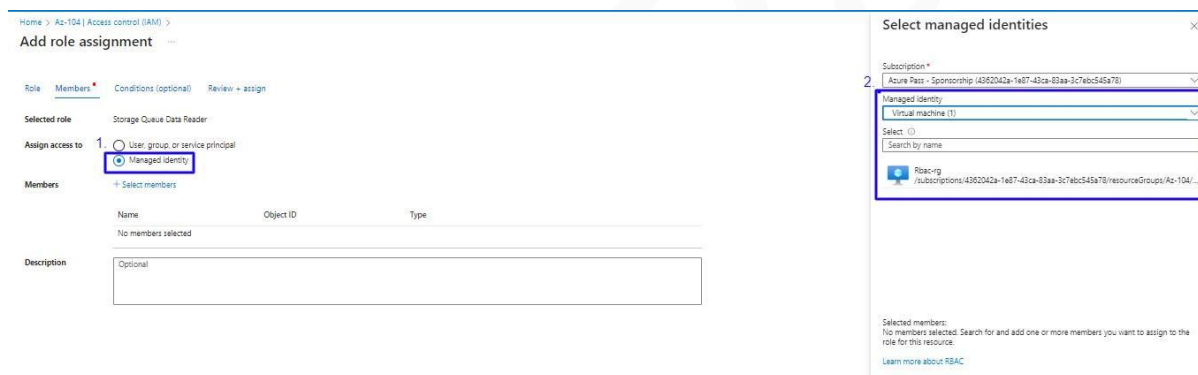 Home > Az-104 | Access control (IAM) >
Add role assignment ...
Role Members* Conditions (optional) Review + assign
Selected role Storage Queue Data Reader
Assign access to 1. User, group, or service principal
Managed identity
Members + Select members
Name Object ID Type
No members selected
Description Optional
Select managed identities
Subscription *
2. Azure Pass - Sponsorship (4362042a-1e87-43ca-83aa-3c7ebc545a78)
Managed identity
Virtual machine (1)
Select
Search by name
Rbac-rg
/subscriptions/4362042a-1e87-43ca-83aa-3c7ebc545a78/resourceGroups/Az-104/...
Selected members:
No members selected. Search for and add one or more members you want to assign to the
role for this resource.
Learn more about RBAC